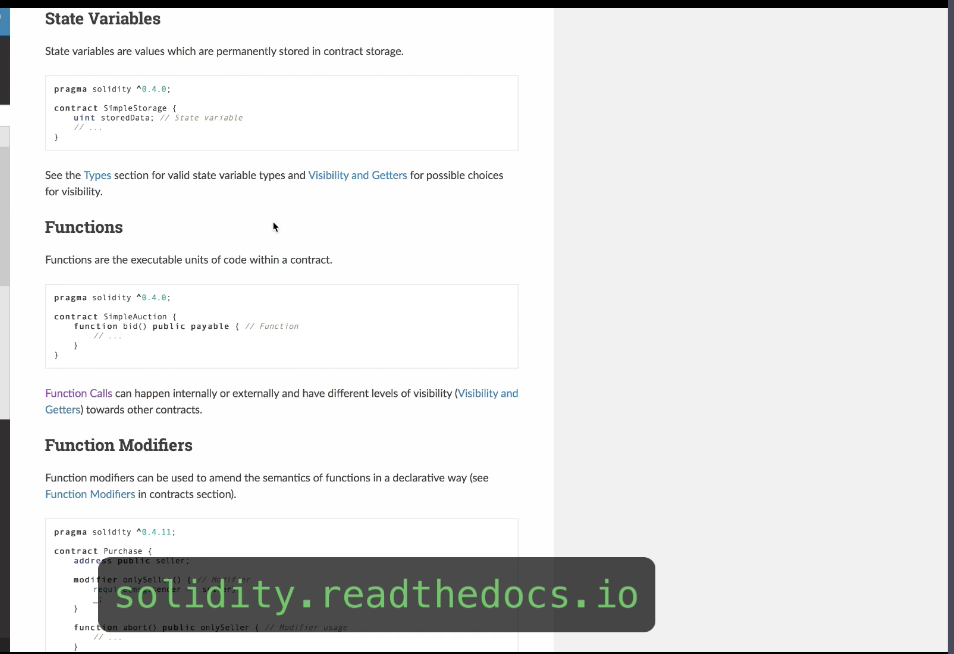 State Variables
State variables are values which are permanently stored in contract storage.
pragma solidity ^0.4.0;
contract SimpleStorage {
uint storedData; // State variable
// ...
}
See the Types section for valid state variable types and Visibility and Getters for possible choices
for visibility.
Functions
Functions are the executable units of code within a contract.
pragma solidity ^0.4.0;
contract SimpleAuction {
function bid() public payable { // Function
// ...
}
}
Function Calls can happen internally or externally and have different levels of visibility (Visibility and
Getters) towards other contracts.
Function Modifiers
Function modifiers can be used to amend the semantics of functions in a declarative way (see
Function Modifiers in contracts section).
pragma solidity ^0.4.11;
contract Purchase {
address public seller;
modifier onlySeller() { // Modifier
solidity.readthedocs.io
}
function abort() public onlySeller { // Modifier usage
// ...
}